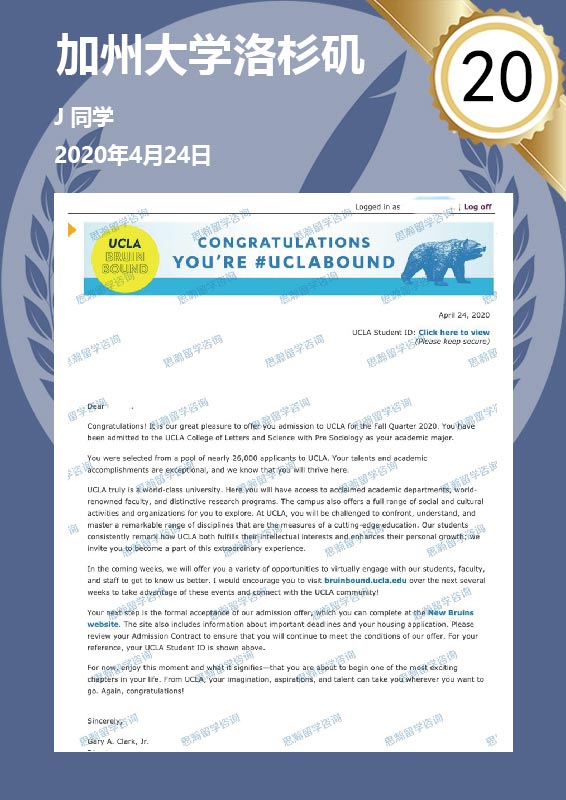 加州大学洛杉矶
20
J 同学
2020年4月24日
Logged in as | Log off
UCLA
BRUIN
BOUND
CONGRATULATIONS
YOU'RE #UCLABOUND
April 24, 2020
UCLA Student ID: Click here to view
(Please keep secure)
Dear ,
Congratulations! It is our great pleasure to offer you admission to UCLA for the Fall Quarter 2020. You have
been admitted to the UCLA College of Letters and Science with Pre Sociology as your academic major.
You were selected from a pool of nearly 26,000 applicants to UCLA. Your talents and academic
accomplishments are exceptional, and we know that you will thrive here.
UCLA truly is a world-class university. Here you will have access to acclaimed academic departments, world-
renowned faculty, and distinctive research programs. The campus also offers a full range of social and cultural
activities and organizations for you to explore. At UCLA, you will be challenged to confront, understand, and
master a remarkable range of disciplines that are the measures of a cutting-edge education. Our students
consistently remark how UCLA both fulfills their intellectual interests and enhances their personal growth; we
invite you to become a part of this extraordinary experience.
In the coming weeks, we will offer you a variety of opportunities to virtually engage with our students, faculty,
and staff to get to know us better. I would encourage you to visit bruinbound.ucla.edu over the next several
weeks to take advantage of these events and connect with the UCLA community!
Your next step is the formal acceptance of our admission offer, which you can complete at the New Bruins
website. The site also includes information about important deadlines and your housing application. Please
review your Admission Contract to ensure that you will continue to meet the conditions of our offer. For your
reference, your UCLA Student ID is shown above.
For now, enjoy this moment and what it signifies—that you are about to begin one of the most exciting
chapters in your life. From UCLA, your imagination, aspirations, and talent can take you wherever you want to
go. Again, congratulations!
Sincerely,
Gary A. Clark, Jr.
思瀚留学咨询